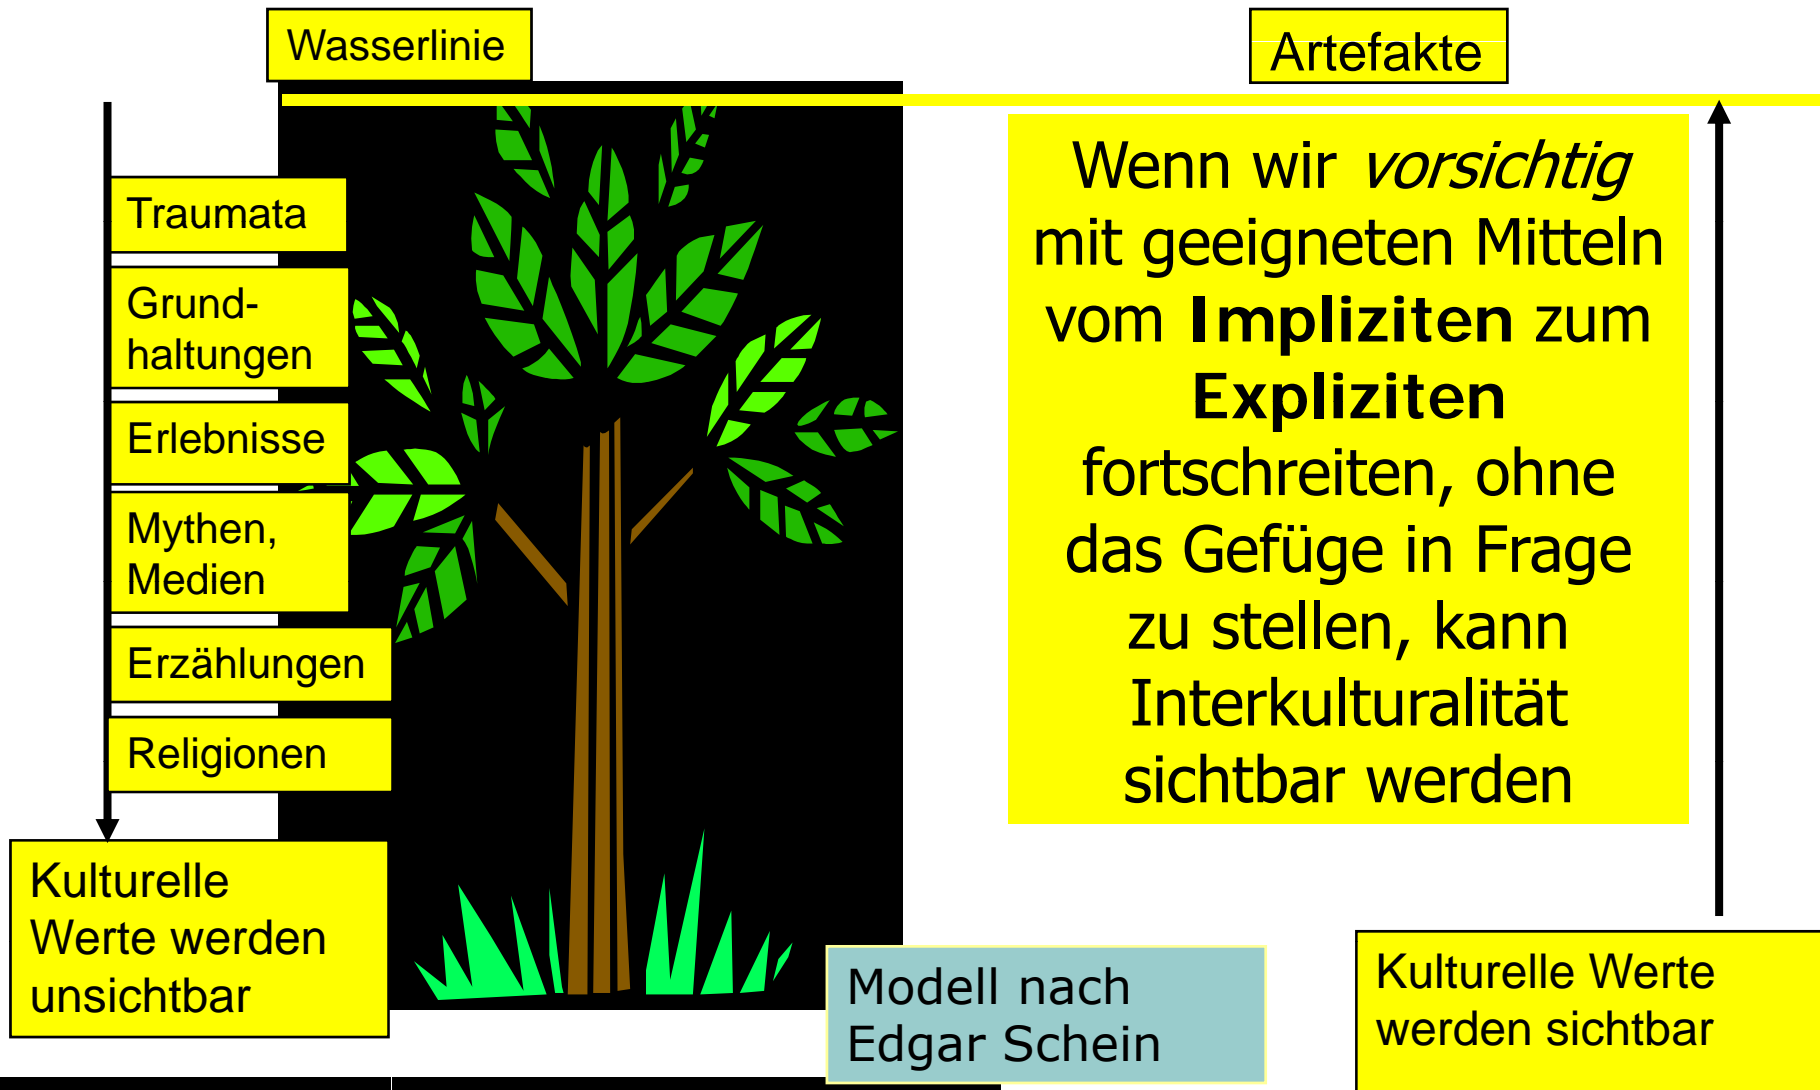 Wasserlinie
Artefakte
Traumata
Grund-
haltungen
Erlebnisse
Mythen,
Medien
Erzählungen
Religionen
Kulturelle
Werte werden
unsichtbar
Wenn wir vorsichtig
mit geeigneten Mitteln
vom Impliziten zum
Expliziten
fortschreiten, ohne
das Gefüge in Frage
zu stellen, kann
Interkulturalität
sichtbar werden
Modell nach
Edgar Schein
Kulturelle Werte
werden sichtbar